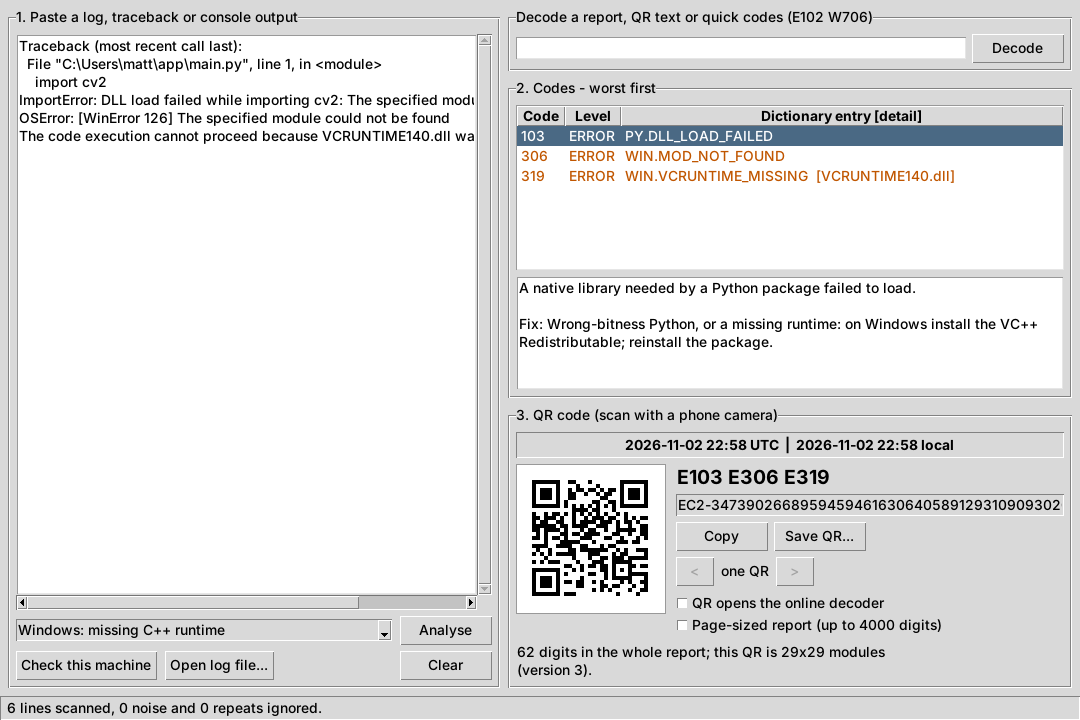 1. Paste a log, traceback or console output
Traceback (most recent call last):
File "C:\Users\matt\app\main.py", line 1, in <module>
import cv2
ImportError: DLL load failed while importing cv2: The specified modu
OSError: [WinError 126] The specified module could not be found
The code execution cannot proceed because VCRUNTIME140.dll wa
Windows: missing C++ runtime
Analyse
Check this machine
Open log file...
Clear
Decode a report, QR text or quick codes (E102 W706)
Decode
2. Codes - worst first
Code Level Dictionary entry [detail]
103 ERROR PY.DLL_LOAD_FAILED
306 ERROR WIN.MOD_NOT_FOUND
319 ERROR WIN.VCRUNTIME_MISSING [VCRUNTIME140.dll]
A native library needed by a Python package failed to load.
Fix: Wrong-bitness Python, or a missing runtime: on Windows install the VC++
Redistributable; reinstall the package.
3. QR code (scan with a phone camera)
2026-11-02 22:58 UTC | 2026-11-02 22:58 local
E103 E306 E319
EC2-34739026689594594616306405891293109093​02
Copy
Save QR...
< one QR >
QR opens the online decoder
Page-sized report (up to 4000 digits)
62 digits in the whole report; this QR is 29x29 modules
(version 3).
6 lines scanned, 0 noise and 0 repeats ignored.